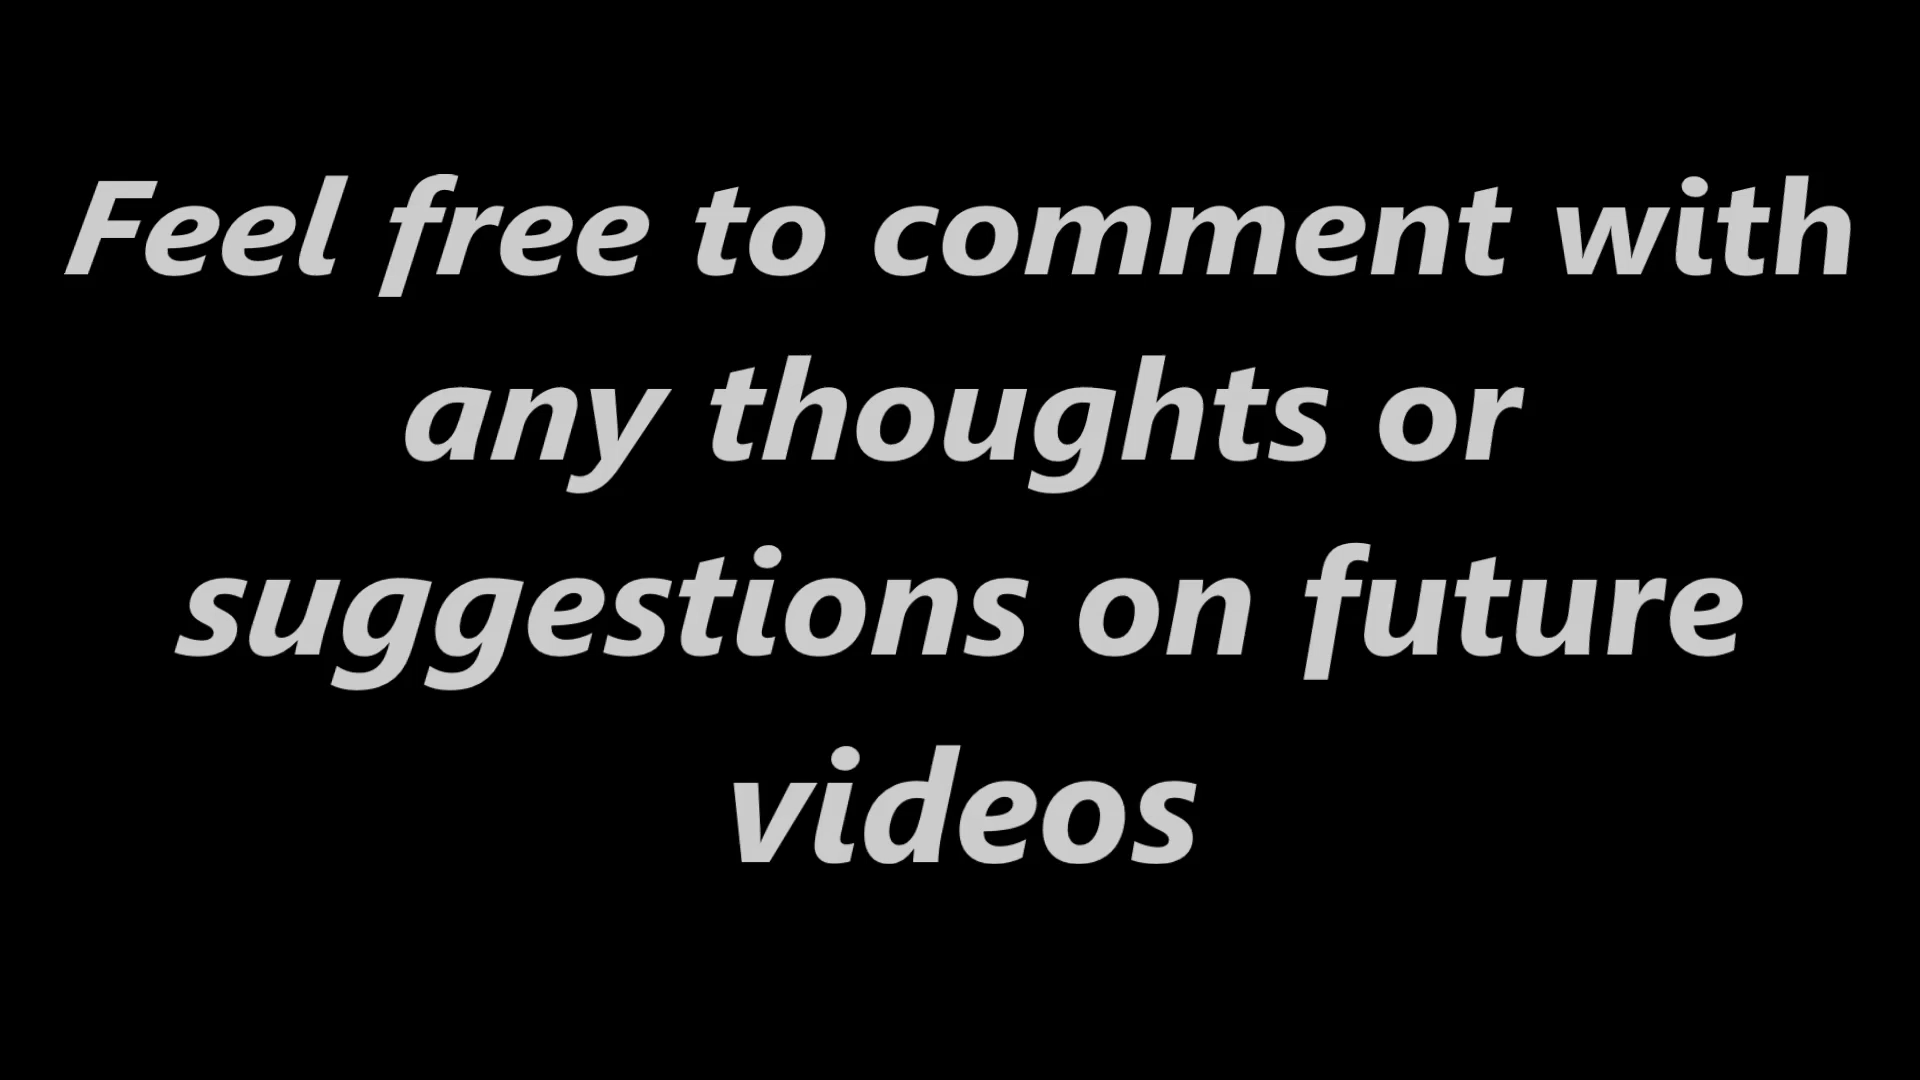 Feel free to comment with
any thoughts or
suggestions on future
videos